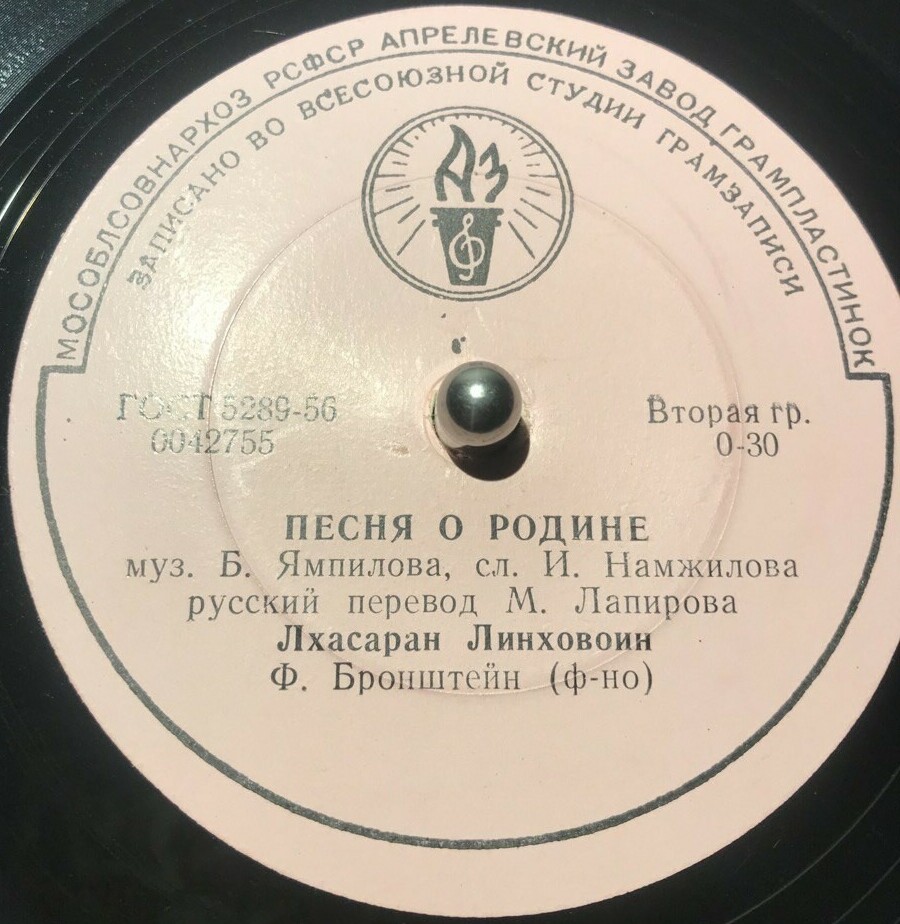 МОСОБЛСОВНАРХОЗ РСФСР АПРЕЛЕВСКИЙ ЗАВОД ГРАМПЛАСТИНОК
ЗАПИСАНО ВО ВСЕСОЮЗНОЙ СТУДИИ ГРАМЗАПИСИ
АЗ
ГОСТ 5289-56
0042755
Вторая гр.
0-30
ПЕСНЯ О РОДИНЕ
муз. Б. Ямпилова, сл. И. Намжилова
русский перевод М. Лапирова
Лхасаран Линховоин
Ф. Бронштейн (ф-но)